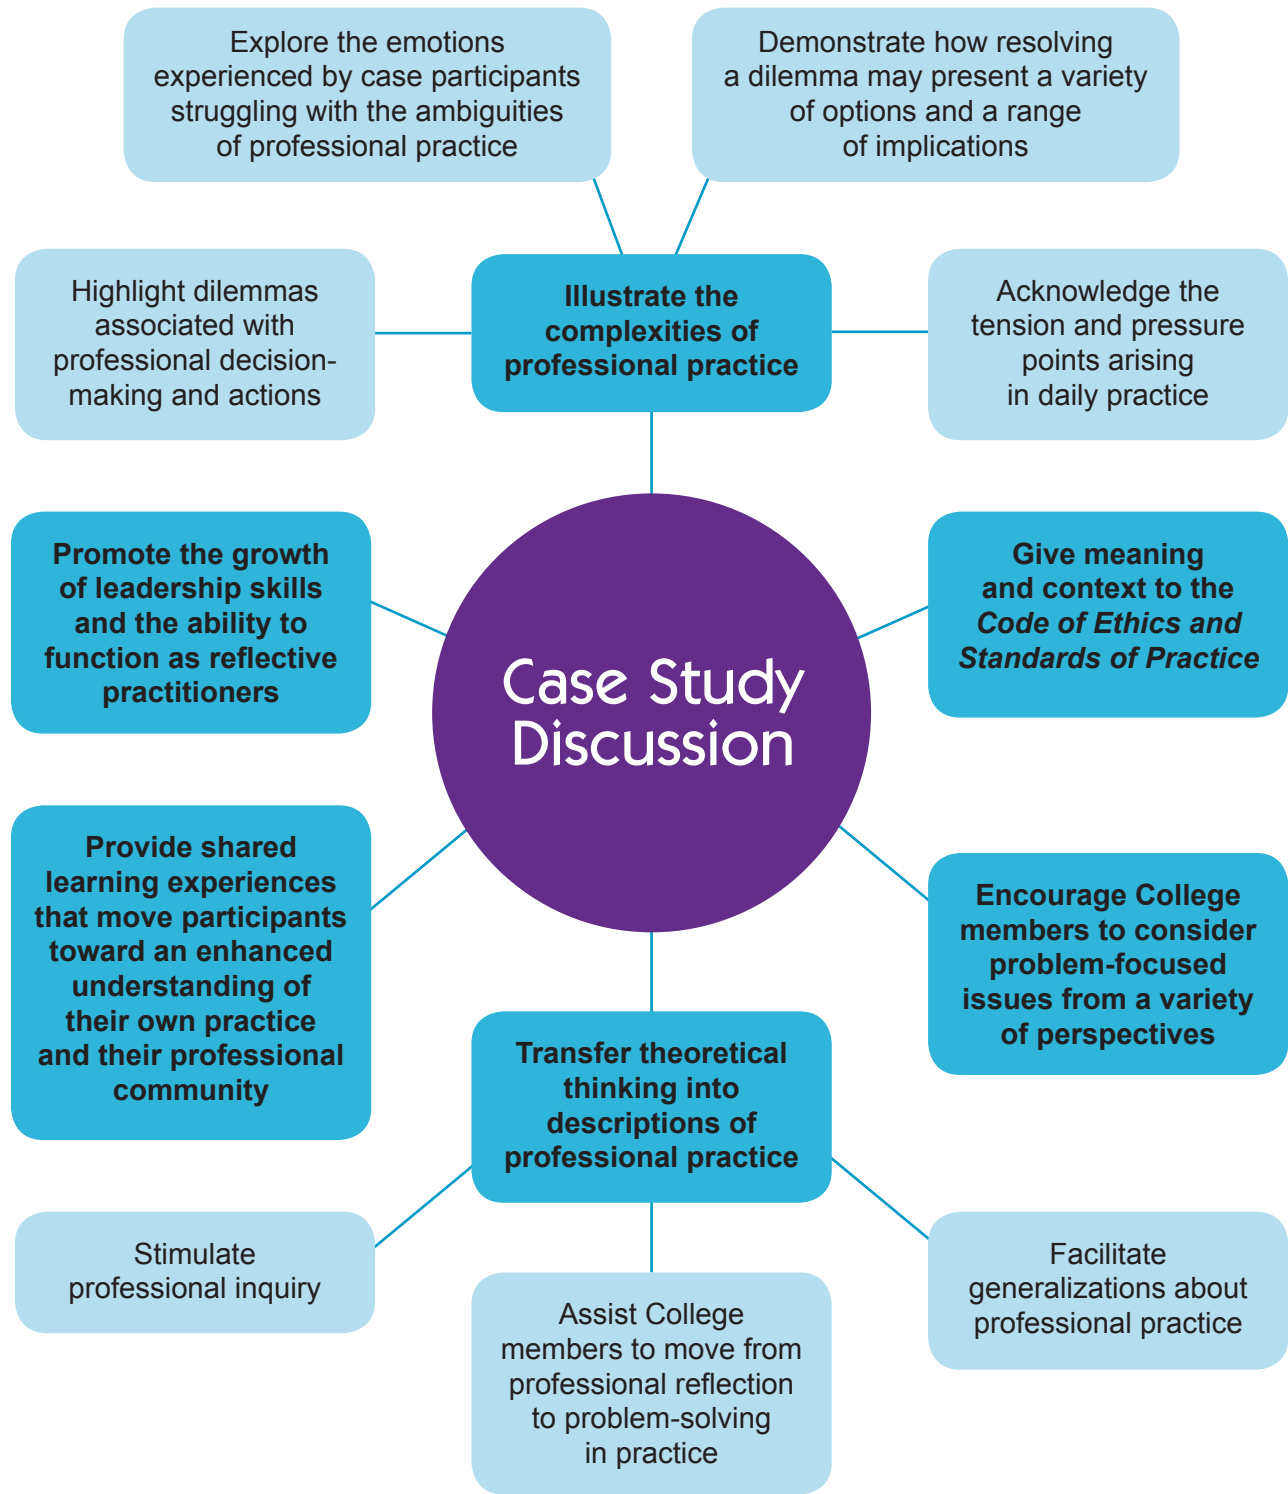 Explore the emotions
experienced by case participants
struggling with the ambiguities
of professional practice
Demonstrate how resolving
a dilemma may present a variety
of options and a range
of implications
Highlight dilemmas
associated with
professional decision-
making and actions
Illustrate the
complexities of
professional practice
Acknowledge the
tension and pressure
points arising
in daily practice
Promote the growth
of leadership skills
and the ability to
function as reflective
practitioners
Give meaning
and context to the
Code of Ethics and
Standards of Practice
Case Study
Discussion
Provide shared
learning experiences
that move participants
toward an enhanced
understanding of
their own practice
and their professional
community
Encourage College
members to consider
problem-focused
issues from a variety
of perspectives
Transfer theoretical
thinking into
descriptions of
professional practice
Stimulate
professional inquiry
Assist College
members to move from
professional reflection
to problem-solving
in practice
Facilitate
generalizations about
professional practice